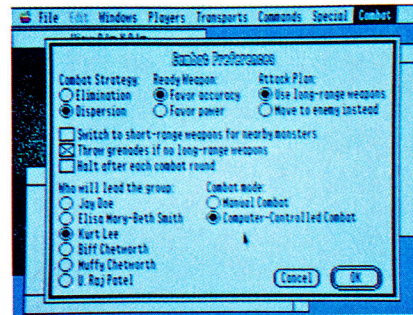 File Edit Windows Players Transports Commands Special Combat
Combat Preferences
Combat Strategy: Ready Weapon: Attack Plan:
Elimination Favor accuracy Use long-range weapons
Dispersion Favor power Move to enemy instead
Switch to short-range weapons for nearby monsters
Throw grenades if no long-range weapons
Halt after each combat round
Who will lead the group: Combat mode:
Jay Doe Manual Combat
Elisa Mary-Beth Smith Computer-Controlled Combat
Kurt Lee
Biff Chetworth
Muffy Chetworth
U. Raj Patel
Cancel OK